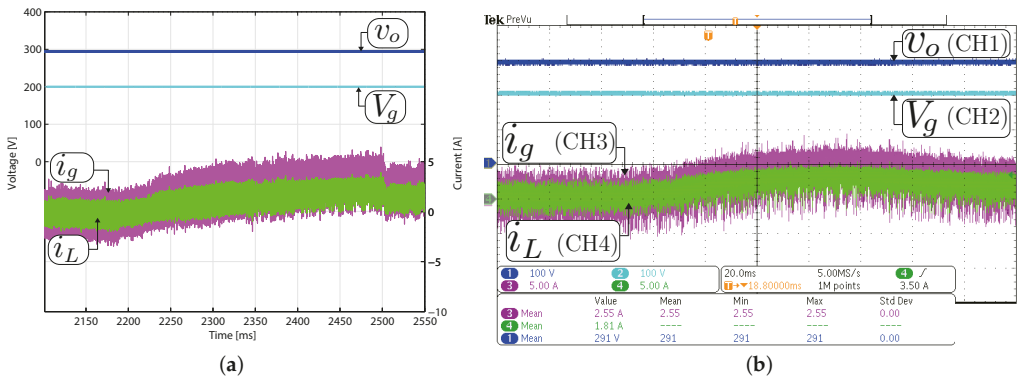 400
300
200
100
0
Voltage [V]
5
0
-5
-10
Current [A]
2150 2200 2250 2300 2350 2400 2450 2500 2550
Time [ms]
v_o
V_g
i_g
i_L
(a)
Tek PreVu
T
T
v_o (CH1)
V_g (CH2)
i_g (CH3)
i_L (CH4)
1
4
1 100 V 2 100 V
3 5.00 A 4 5.00 A
20.0ms 5.00MS/s 4
T→▼18.80000ms 1M points 3.50 A
Value Mean Min Max Std Dev
3 Mean 2.55 A 2.55 2.55 2.55 0.00
4 Mean 1.81 A ---- ---- ---- ----
1 Mean 291 V 291 291 291 0.00
(b)